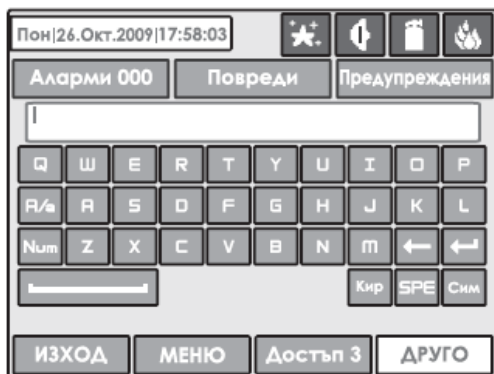 Пон|26.Окт.2009|17:58:03
Аларми 000 Повреди Предупреждения
Q W E R T Y U I O P
A/a A S D F G H J K L
Num Z X C V B N M ← ↵
Кир SPE Сим
ИЗХОД МЕНЮ Достъп 3 ДРУГО